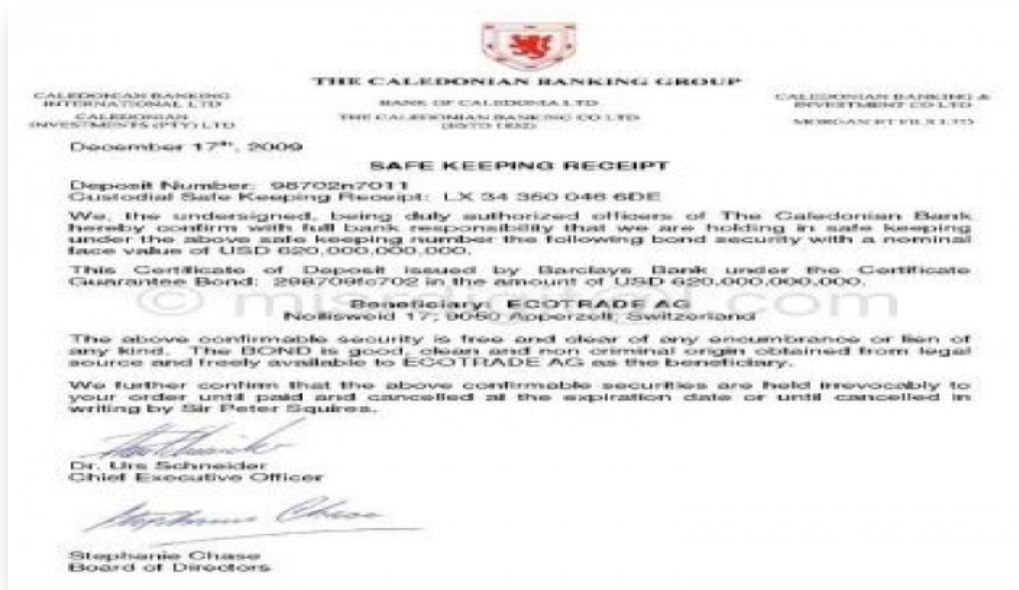 THE CALEDONIAN BANKING GROUP
CALEDONIAN BANKING
INTERNATIONAL LTD
CALEDONIAN
INVESTMENTS (PTY) LTD
BANK OF CALEDONIA LTD
THE CALEDONIAN BANKING CO LTD
CALEDONIAN BANKING &
INVESTMENT CO LTD
MORGAN ET FILS LTD
December 17th, 2009
SAFE KEEPING RECEIPT
Deposit Number: 98702n7011
Custodial Safe Keeping Receipt: LX 34 350 046 6DE
We, the undersigned, being duly authorized officers of The Caledonian Bank
hereby confirm with full bank responsibility that we are holding in safe keeping
under the above safe keeping number the following bond security with a nominal
face value of USD 620,000,000,000.
This Certificate of Deposit issued by Barclays Bank under the Certificate
Guarantee Bond: 298709fc702 in the amount of USD 620,000,000,000.
Beneficiary: ECOTRADE AG
17; 9050 Appenzell; Switzerland
The above confirmable security is free and clear of any encumbrance or lien of
any kind. The BOND is good, clean and non criminal origin obtained from legal
source and freely available to ECOTRADE AG as the beneficiary.
We further confirm that the above confirmable securities are held irrevocably to
your order until paid and cancelled at the expiration date or until cancelled in
writing by Sir Peter Squires.
Dr. Urs Schneider
Chief Executive Officer
Stephanie Chase
Stephanie Chase
Board of Directors